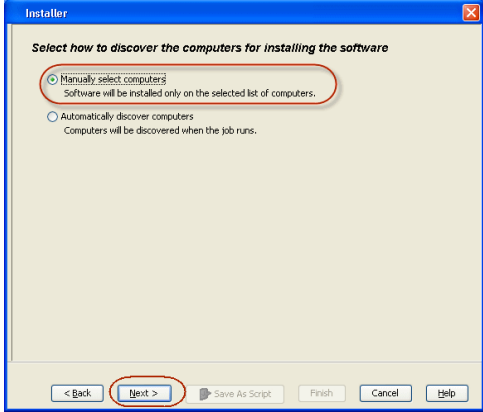 Installer
Select how to discover the computers for installing the software
Manually select computers
Software will be installed only on the selected list of computers.
Automatically discover computers
Computers will be discovered when the job runs.
< Back Next > Save As Script Finish Cancel Help